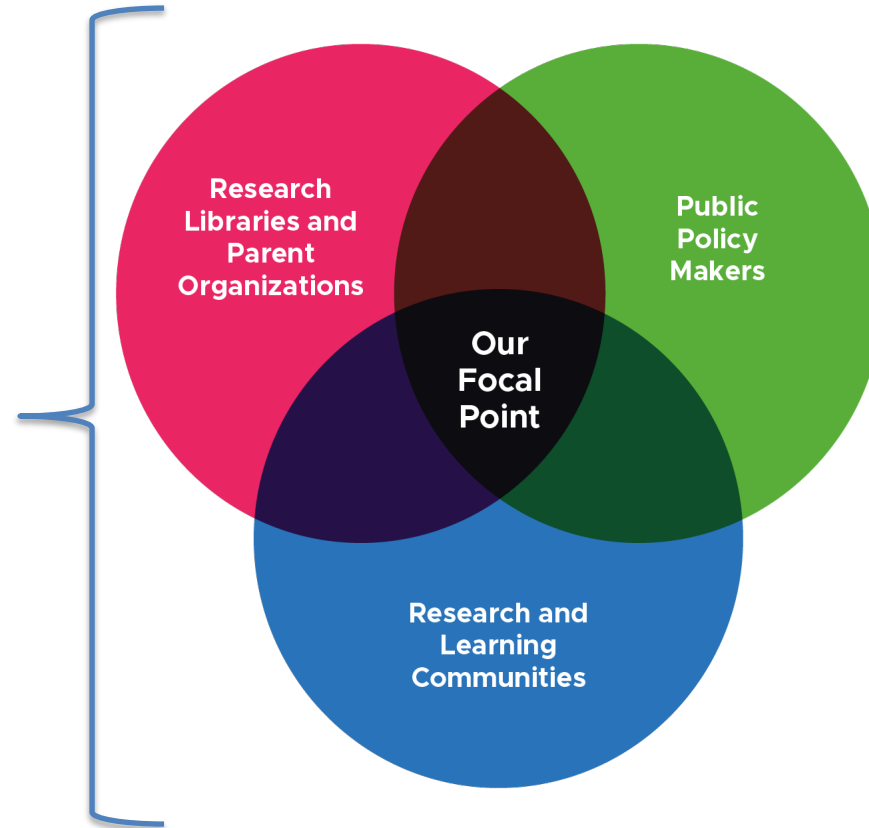 Research
Libraries and
Parent
Organizations
Public
Policy
Makers
Our
Focal
Point
Research and
Learning
Communities